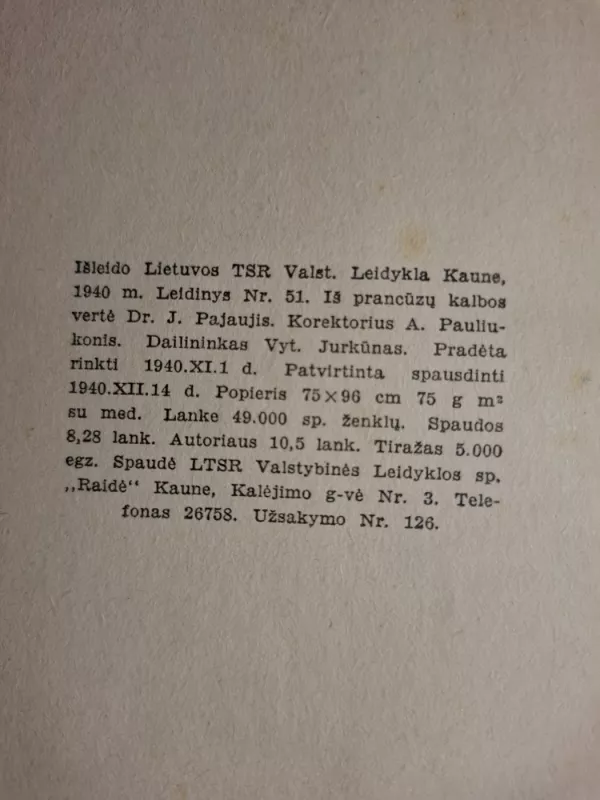 Išleido Lietuvos TSR Valst. Leidykla Kaune,
1940 m. Leidinys Nr. 51. Iš prancūzų kalbos
vertė Dr. J. Pajaujis. Korektorius A. Pauliu-
konis. Dailininkas Vyt. Jurkūnas. Pradėta
rinkti 1940.XI.1 d. Patvirtinta spausdinti
1940.XII.14 d. Popieris 75×96 cm 75 g m²
su med. Lanke 49.000 sp. ženklų. Spaudos
8,28 lank. Autoriaus 10,5 lank. Tiražas 5.000
egz. Spaudė LTSR Valstybinės Leidyklos sp.
„Raidė“ Kaune, Kalėjimo g-vė Nr. 3. Tele-
fonas 26758. Užsakymo Nr. 126.